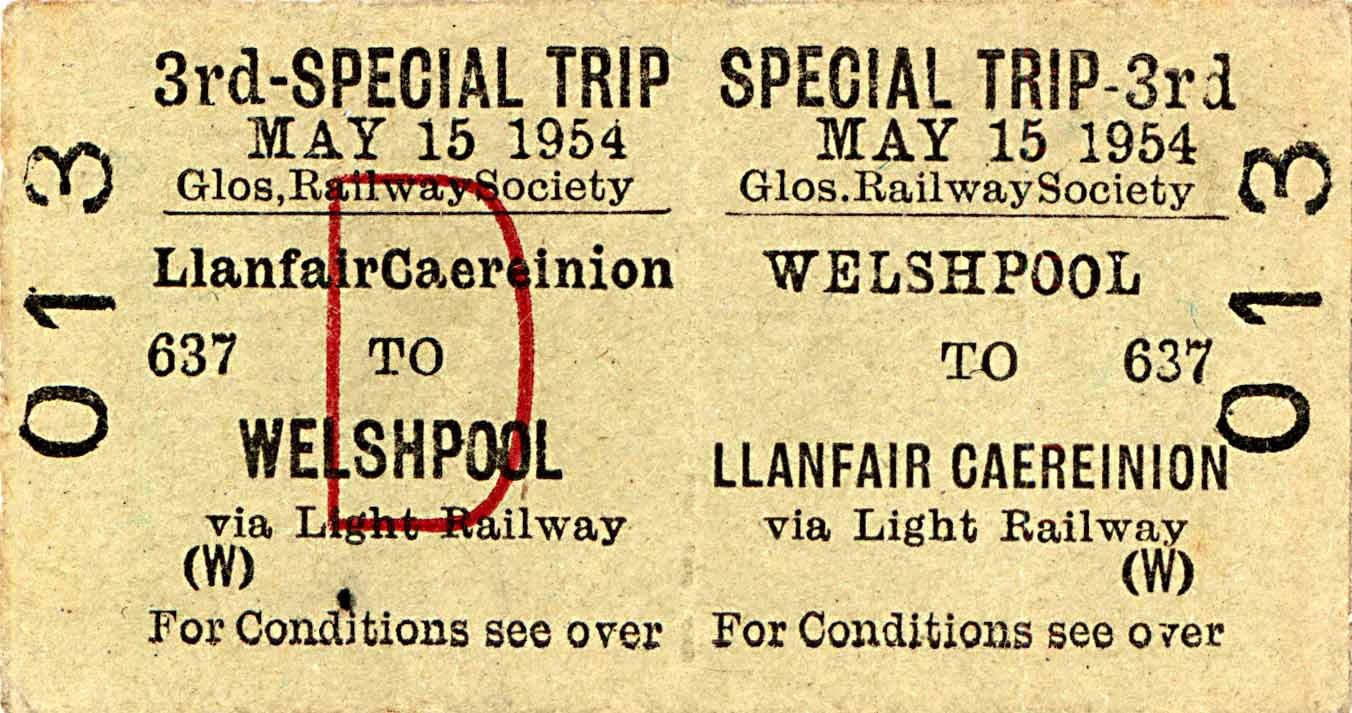 013
3rd-SPECIAL TRIP
MAY 15 1954
Glos,Railway Society
Llanfair Caereinion
637 TO
WELSHPOOL
via Light Railway
(W)
For Conditions see over
D
SPECIAL TRIP-3rd
MAY 15 1954
Glos.Railway Society
WELSHPOOL
TO 637
LLANFAIR CAEREINION
via Light Railway
(W)
For Conditions see over
013